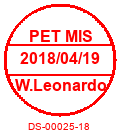 PET MIS
2018/04/19
W.Leonardo
DS-00025-18